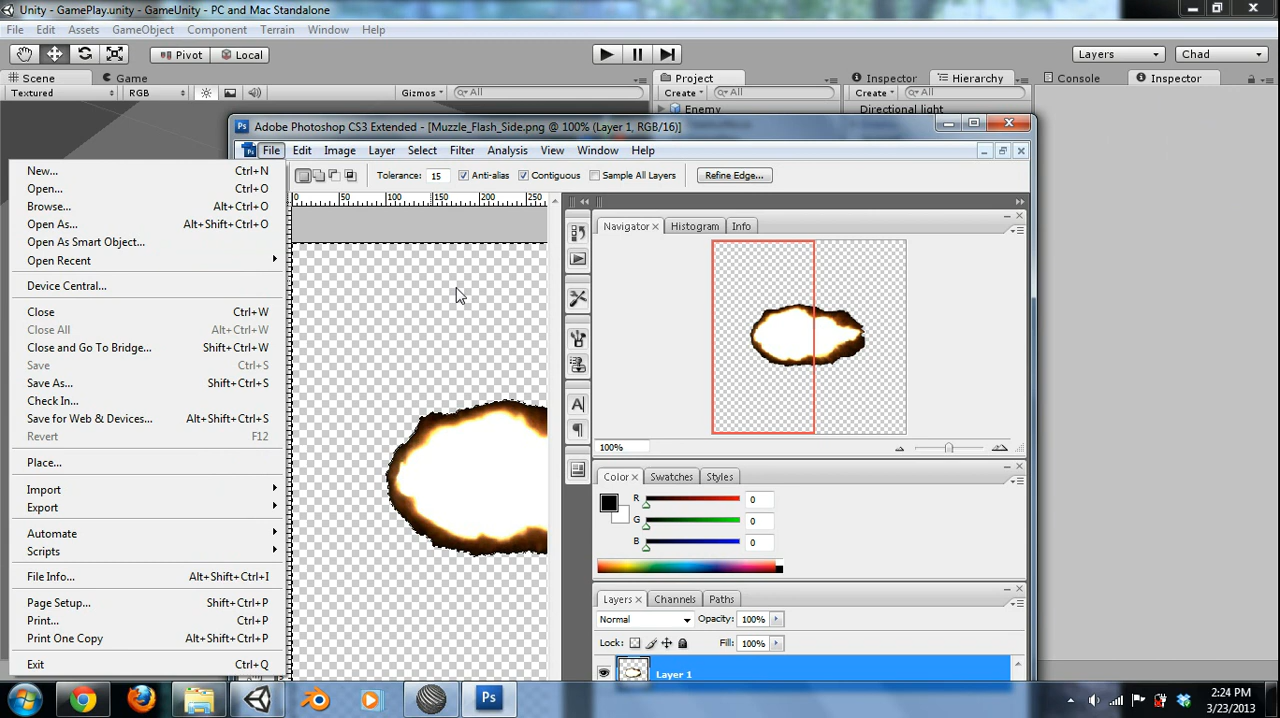 Unity - GamePlay.unity - GameUnity - PC and Mac Standalone
File Edit Assets GameObject Component Terrain Window Help
Pivot Local Layers Chad
Scene Game Project Inspector Hierarchy Console Inspector
Textured RGB Gizmos All Create All Create All
Enemy Directional light
Ps Adobe Photoshop CS3 Extended - [Muzzle_Flash_Side.png @ 100% (Layer 1, RGB/16)]
Ps File Edit Image Layer Select Filter Analysis View Window Help
Tolerance: 15 Anti-alias Contiguous Sample All Layers Refine Edge...
0 50 100 150 200 250
New... Ctrl+N
Open... Ctrl+O
Browse... Alt+Ctrl+O
Open As... Alt+Shift+Ctrl+O
Open As Smart Object...
Open Recent
Device Central...
Close Ctrl+W
Close All Alt+Ctrl+W
Close and Go To Bridge... Shift+Ctrl+W
Save Ctrl+S
Save As... Shift+Ctrl+S
Check In...
Save for Web & Devices... Alt+Shift+Ctrl+S
Revert F12
Place...
Import
Export
Automate
Scripts
File Info... Alt+Shift+Ctrl+I
Page Setup... Shift+Ctrl+P
Print... Ctrl+P
Print One Copy Alt+Shift+Ctrl+P
Exit Ctrl+Q
Navigator Histogram Info
100%
Color Swatches Styles
R 0
G 0
B 0
Layers Channels Paths
Normal Opacity: 100%
Lock: Fill: 100%
Layer 1
A
Ps
2:24 PM
3/23/2013